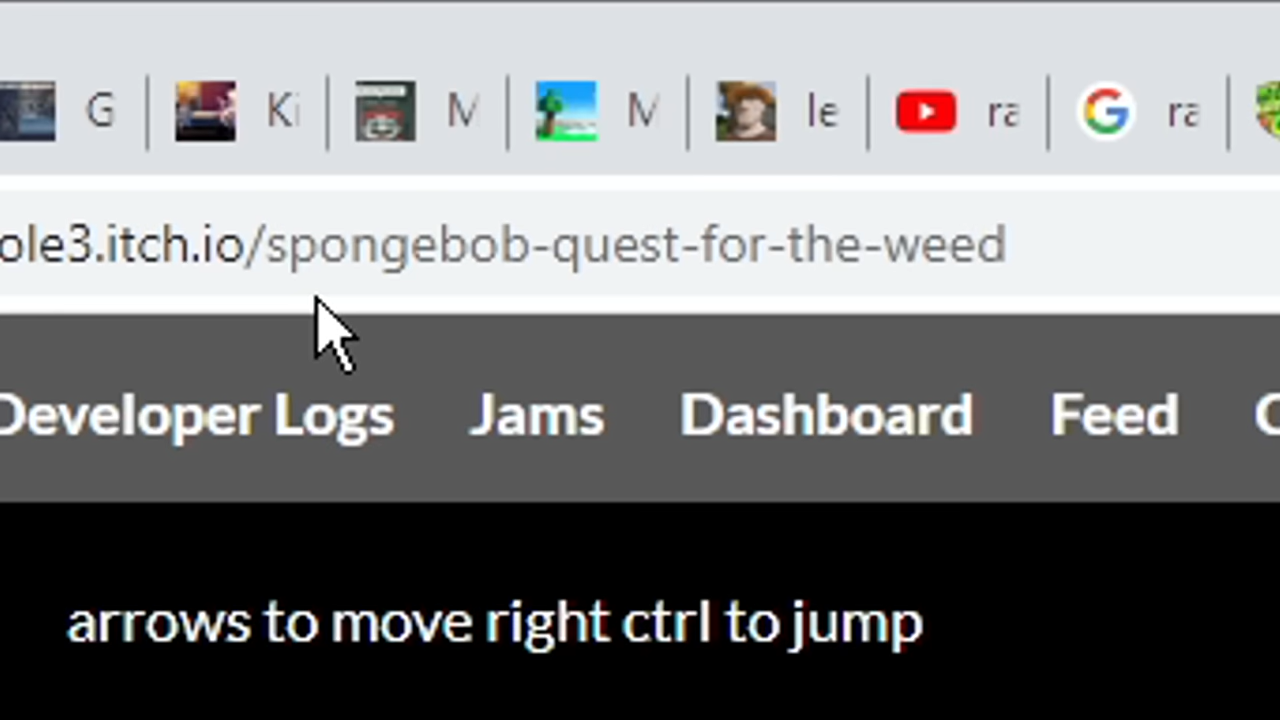 G Ki M M le ra ra
ole3.itch.io/spongebob-quest-for-the-weed
Developer Logs Jams Dashboard Feed
arrows to move right ctrl to jump